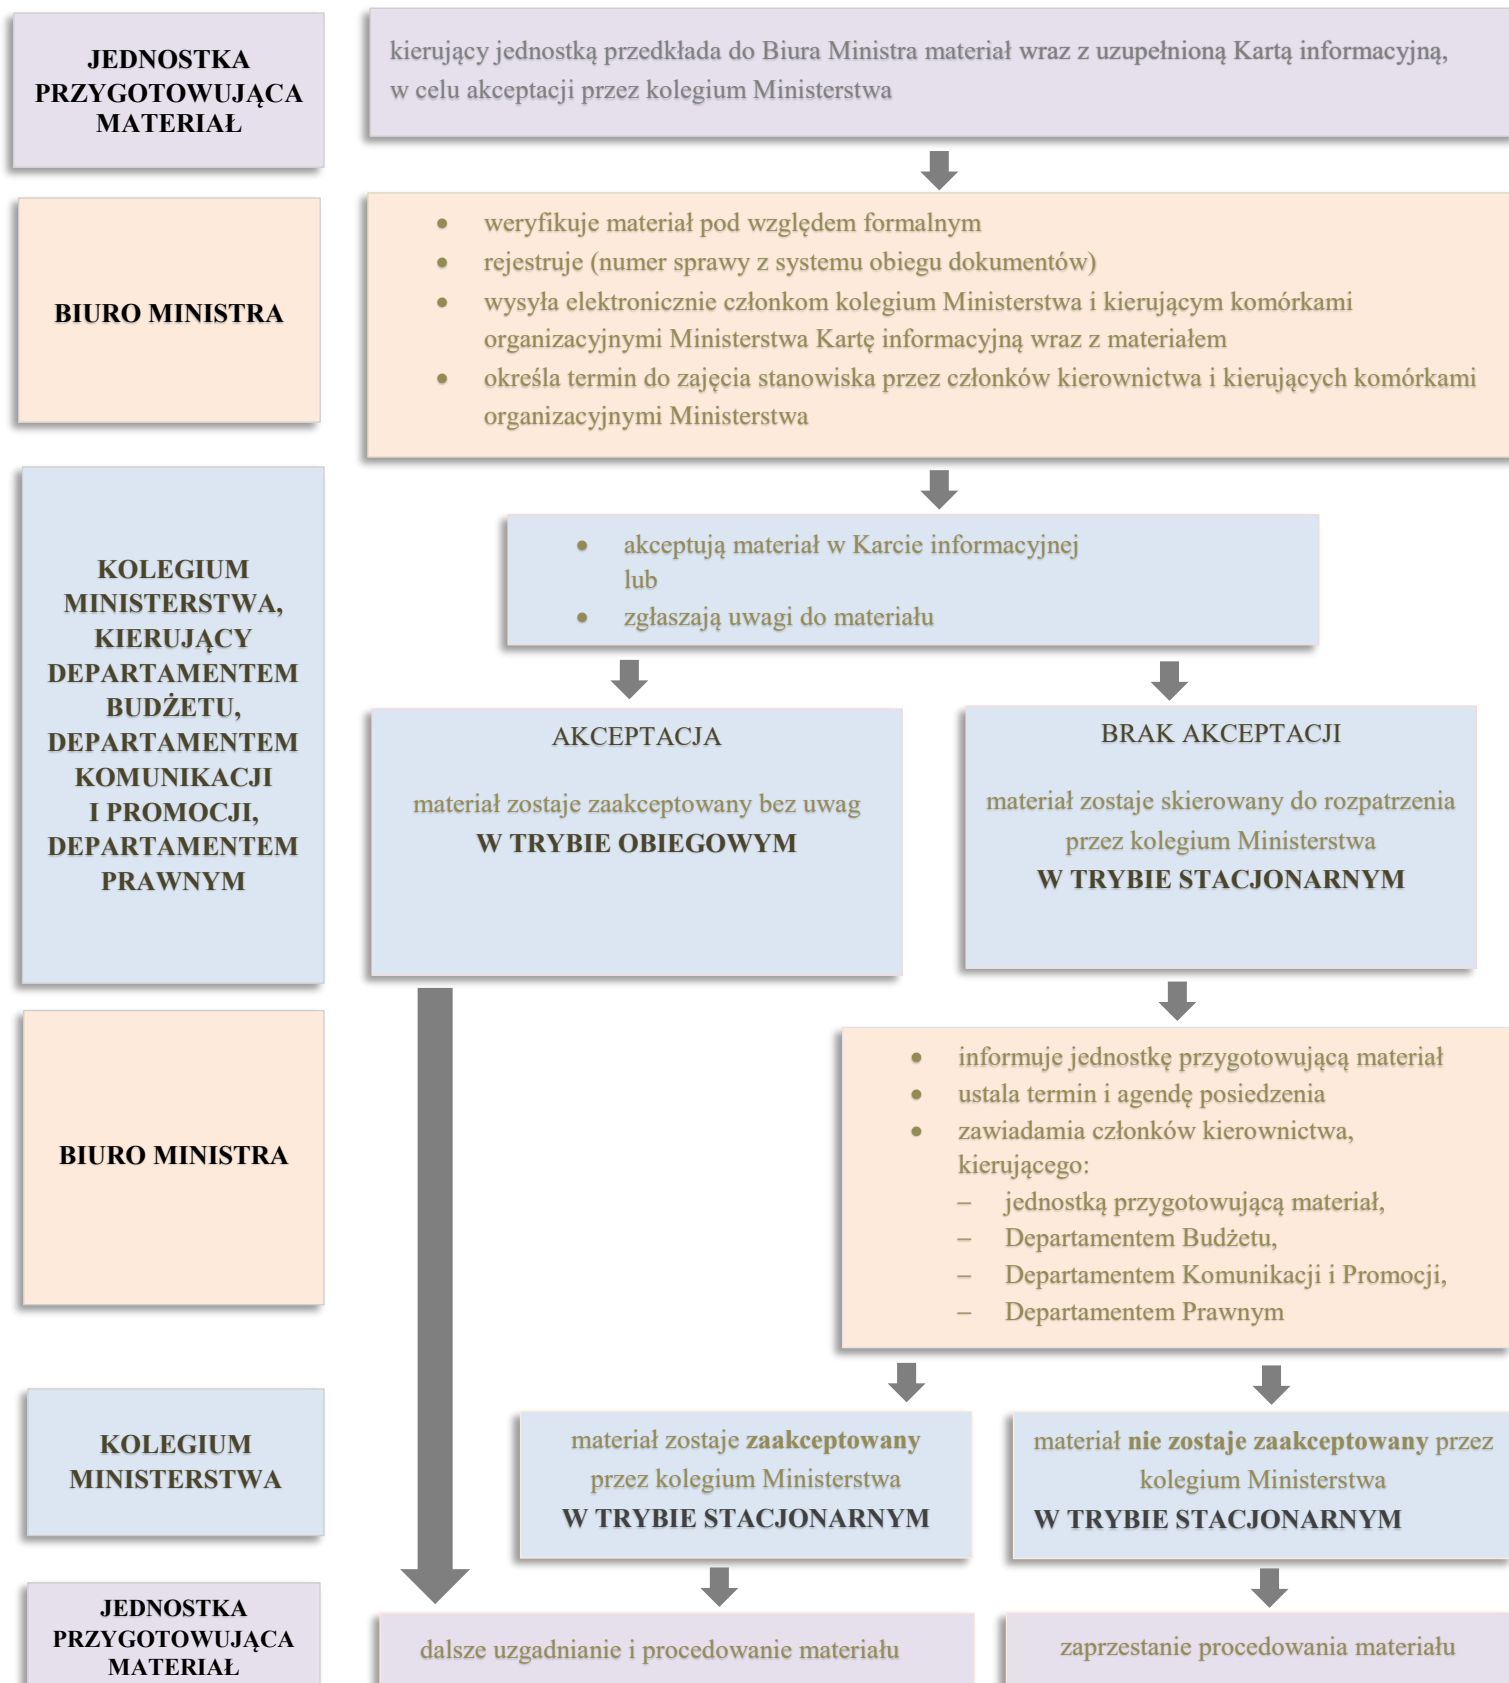 JEDNOSTKA
PRZYGOTOWUJĄCA
MATERIAŁ
kierujący jednostką przedkłada do Biura Ministra materiał wraz z uzupełnioną Kartą informacyjną,
w celu akceptacji przez kolegium Ministerstwa
BIURO MINISTRA
• weryfikuje materiał pod względem formalnym
• rejestruje (numer sprawy z systemu obiegu dokumentów)
• wysyła elektronicznie członkom kolegium Ministerstwa i kierującym komórkami
organizacyjnymi Ministerstwa Kartę informacyjną wraz z materiałem
• określa termin do zajęcia stanowiska przez członków kierownictwa i kierujących komórkami
organizacyjnymi Ministerstwa
KOLEGIUM
MINISTERSTWA,
KIERUJĄCY
DEPARTAMENTEM
BUDŻETU,
DEPARTAMENTEM
KOMUNIKACJI
I PROMOCJI,
DEPARTAMENTEM
PRAWNYM
• akceptują materiał w Karcie informacyjnej
lub
• zgłaszają uwagi do materiału
AKCEPTACJA
materiał zostaje zaakceptowany bez uwag
W TRYBIE OBIEGOWYM
BRAK AKCEPTACJI
materiał zostaje skierowany do rozpatrzenia
przez kolegium Ministerstwa
W TRYBIE STACJONARNYM
BIURO MINISTRA
• informuje jednostkę przygotowującą materiał
• ustala termin i agendę posiedzenia
• zawiadamia członków kierownictwa,
kierującego:
– jednostką przygotowującą materiał,
– Departamentem Budżetu,
– Departamentem Komunikacji i Promocji,
– Departamentem Prawnym
KOLEGIUM
MINISTERSTWA
materiał zostaje zaakceptowany
przez kolegium Ministerstwa
W TRYBIE STACJONARNYM
materiał nie zostaje zaakceptowany przez
kolegium Ministerstwa
W TRYBIE STACJONARNYM
JEDNOSTKA
PRZYGOTOWUJĄCA
MATERIAŁ
dalsze uzgadnianie i procedowanie materiału
zaprzestanie procedowania materiału